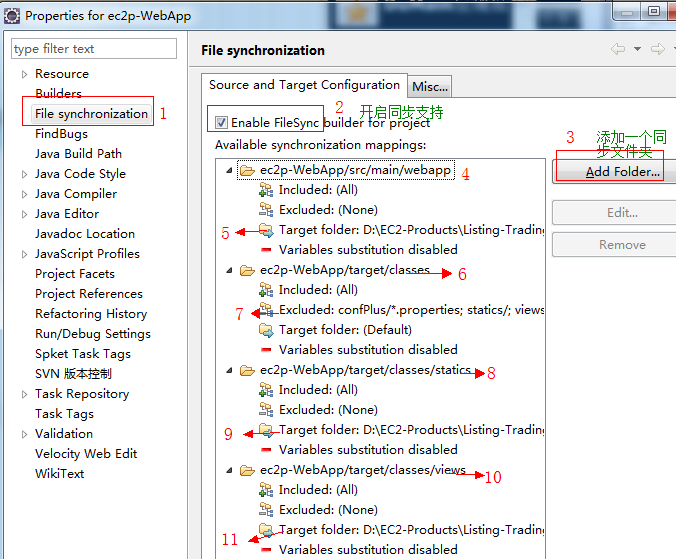 Properties for ec2p-WebApp
type filter text
Resource
Builders
File synchronization
1
FindBugs
Java Build Path
Java Code Style
Java Compiler
Java Editor
Javadoc Location
JavaScript Profiles
Project Facets
Project References
Refactoring History
Run/Debug Settings
Spket Task Tags
SVN 版本控制
Task Repository
Task Tags
Validation
Velocity Web Edit
WikiText
File synchronization
Source and Target Configuration
Misc...
2 开启同步支持
Enable FileSync builder for project
Available synchronization mappings:
3 添加一个同
步文件夹
Add Folder...
Edit...
Remove
ec2p-WebApp/src/main/webapp 4
Included: (All)
Excluded: (None)
5 Target folder: D:\EC2-Products\Listing-Trading
Variables substitution disabled
ec2p-WebApp/target/classes 6
Included: (All)
7 Excluded: confPlus/*.properties; statics/; views
Target folder: (Default)
Variables substitution disabled
ec2p-WebApp/target/classes/statics 8
Included: (All)
Excluded: (None)
9 Target folder: D:\EC2-Products\Listing-Trading
Variables substitution disabled
ec2p-WebApp/target/classes/views 10
Included: (All)
Excluded: (None)
11 Target folder: D:\EC2-Products\Listing-Trading
Variables substitution disabled